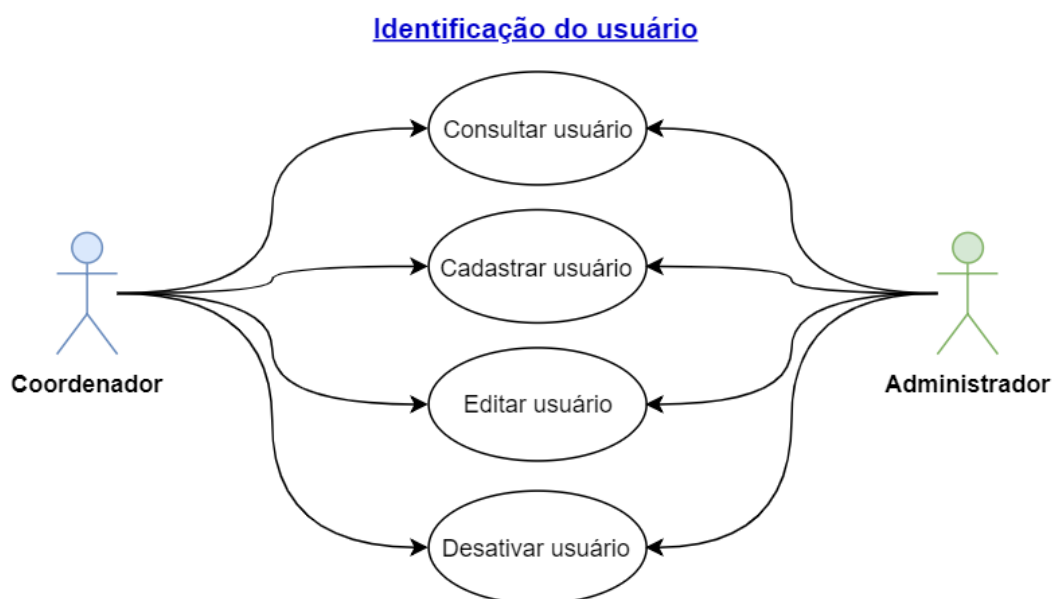 Identificação do usuário
Consultar usuário
Cadastrar usuário
Coordenador
Administrador
Editar usuário
Desativar usuário